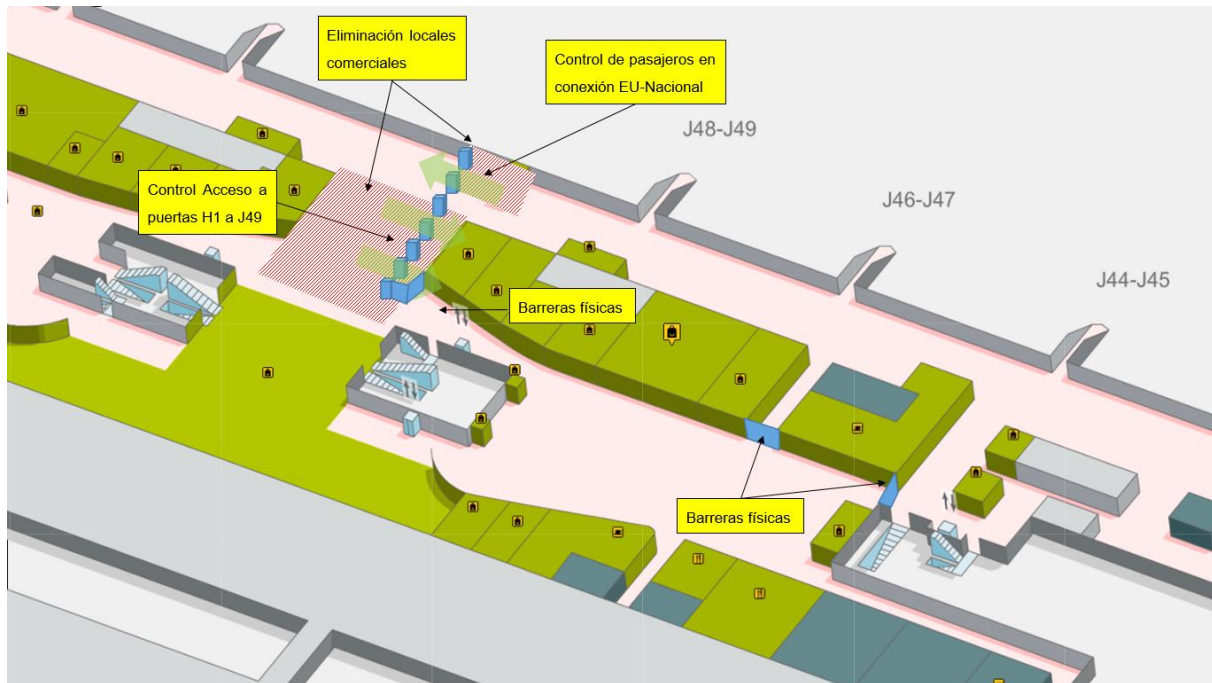 Eliminación locales
comerciales
Control de pasajeros en
conexión EU-Nacional
J48-J49
Control Acceso a
puertas H1 a J49
J46-J47
J44-J45
Barreras físicas
Barreras físicas